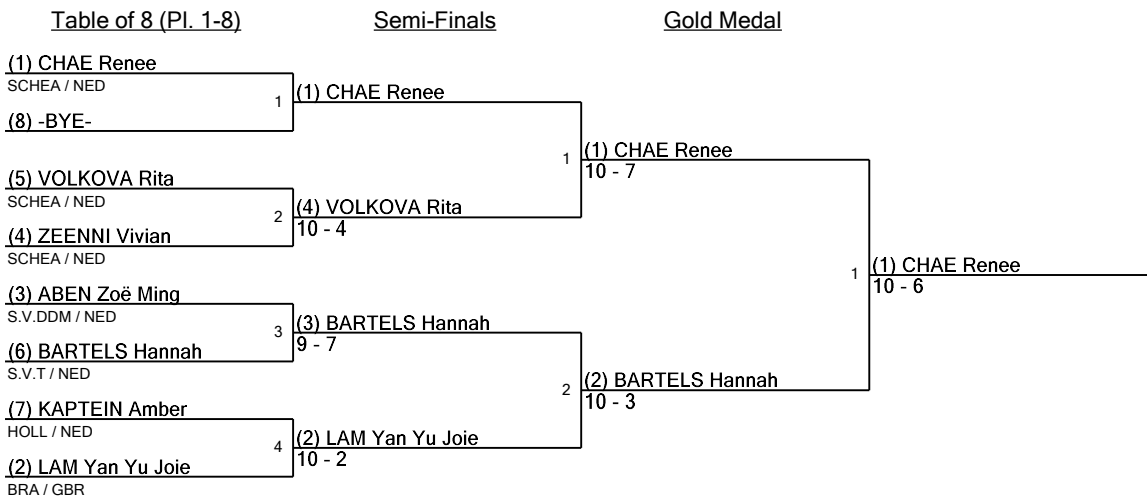 Table of 8 (Pl. 1-8)
Semi-Finals
Gold Medal
(1) CHAE Renee
SCHEA / NED
(8) -BYE-
(5) VOLKOVA Rita
SCHEA / NED
(4) ZEENNI Vivian
SCHEA / NED
(3) ABEN Zoë Ming
S.V.DDM / NED
(6) BARTELS Hannah
S.V.T / NED
(7) KAPTEIN Amber
HOLL / NED
(2) LAM Yan Yu Joie
BRA / GBR
1
2
3
4
(1) CHAE Renee
(4) VOLKOVA Rita
10 - 4
(3) BARTELS Hannah
9 - 7
(2) LAM Yan Yu Joie
10 - 2
1
2
(1) CHAE Renee
10 - 7
(2) BARTELS Hannah
10 - 3
1
(1) CHAE Renee
10 - 6